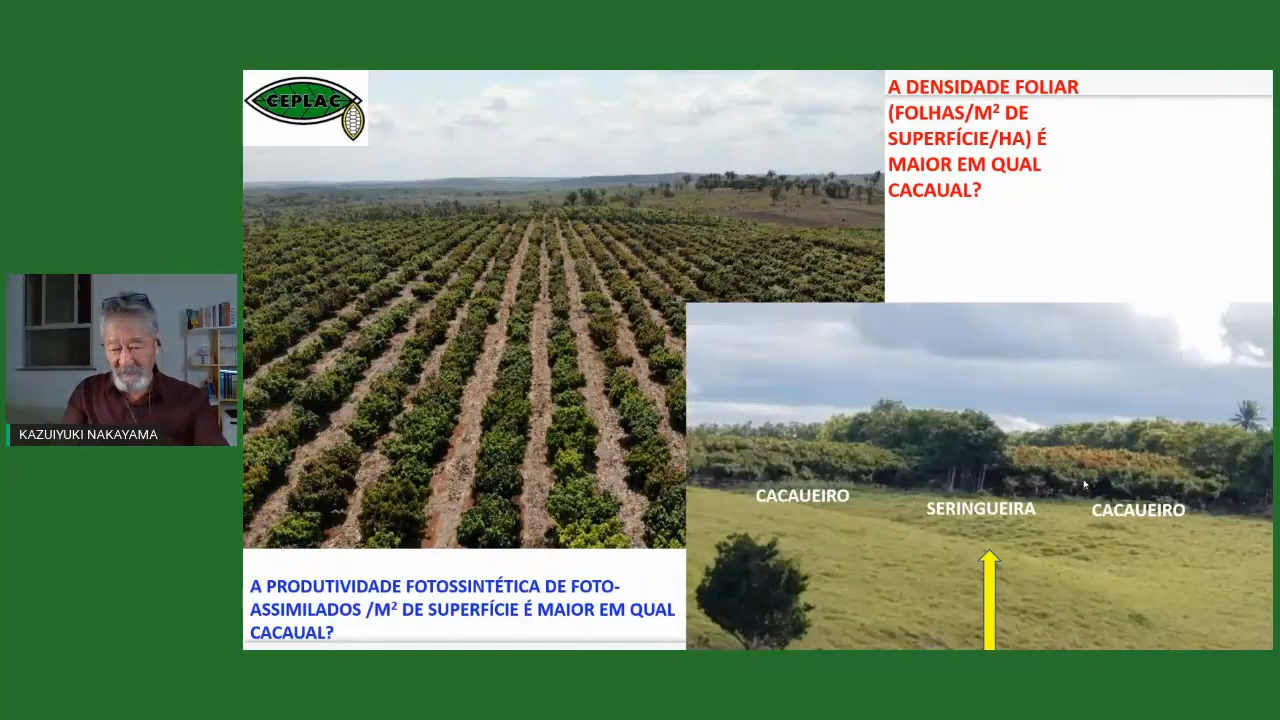 CEPLAC
A DENSIDADE FOLIAR
(FOLHAS/M² DE
SUPERFÍCIE/HA) É
MAIOR EM QUAL
CACAUAL?
KAZUIYUKI NAKAYAMA
CACAUEIRO
SERINGUEIRA
CACAUEIRO
A PRODUTIVIDADE FOTOSSINTÉTICA DE FOTO-
ASSIMILADOS /M² DE SUPERFÍCIE É MAIOR EM QUAL
CACAUAL?